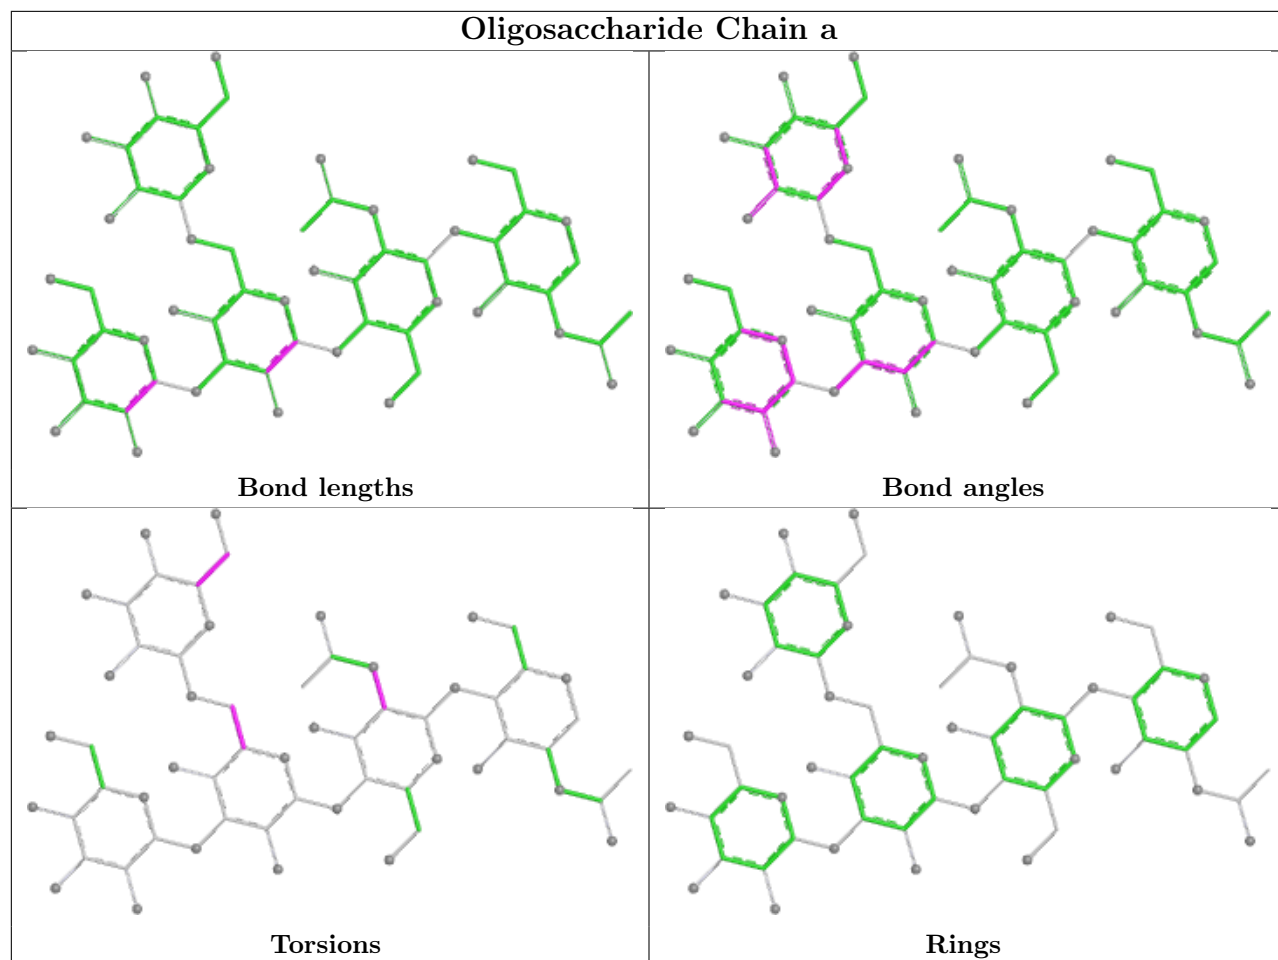 Oligosaccharide Chain a
Bond lengths
Bond angles
Torsions
Rings